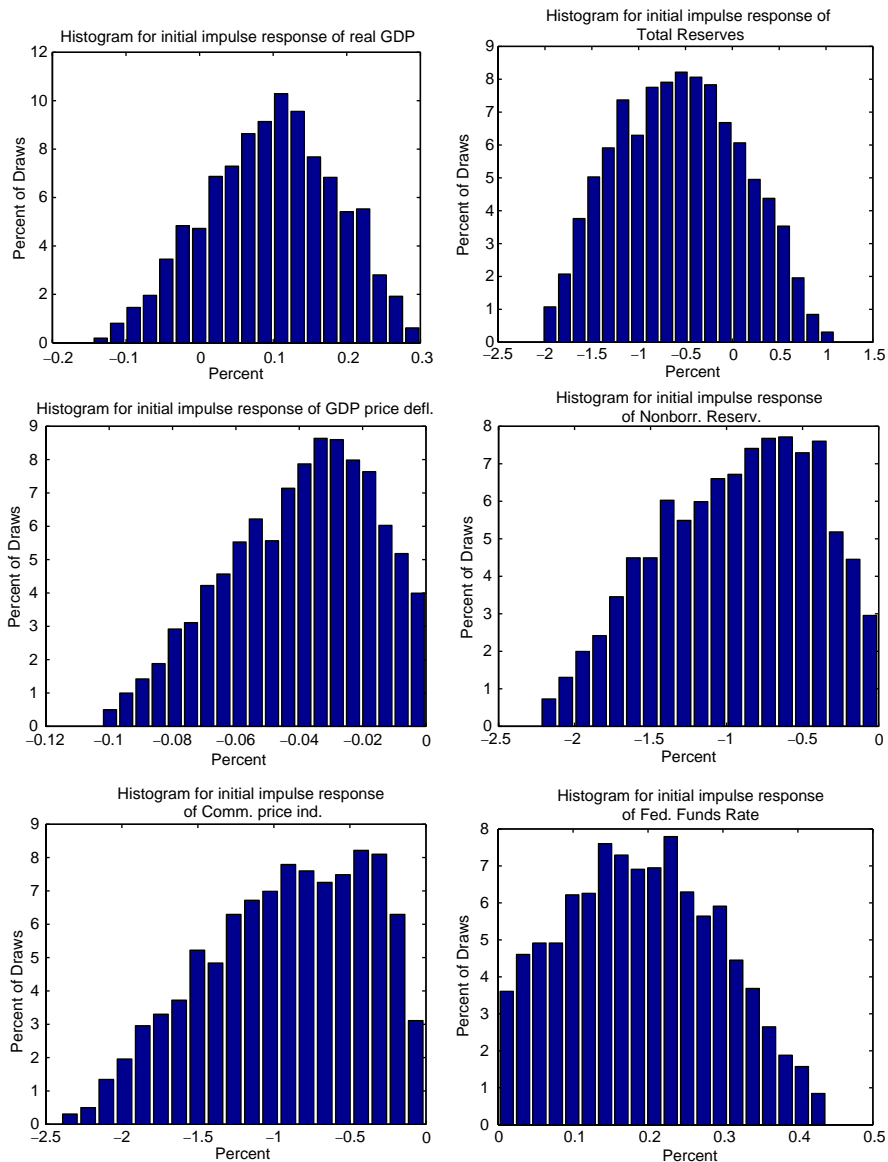 Histogram for initial impulse response of real GDP
12
10
8
6
4
2
0
Percent of Draws
−0.2 −0.1 0 0.1 0.2 0.3
Percent
Histogram for initial impulse response of
Total Reserves
9
8
7
6
5
4
3
2
1
0
Percent of Draws
−2.5 −2 −1.5 −1 −0.5 0 0.5 1 1.5
Percent
Histogram for initial impulse response of GDP price defl.
9
8
7
6
5
4
3
2
1
0
Percent of Draws
−0.12 −0.1 −0.08 −0.06 −0.04 −0.02 0
Percent
Histogram for initial impulse response
of Nonborr. Reserv.
8
7
6
5
4
3
2
1
0
Percent of Draws
−2.5 −2 −1.5 −1 −0.5 0
Percent
Histogram for initial impulse response
of Comm. price ind.
9
8
7
6
5
4
3
2
1
0
Percent of Draws
−2.5 −2 −1.5 −1 −0.5 0
Percent
Histogram for initial impulse response
of Fed. Funds Rate
8
7
6
5
4
3
2
1
0
Percent of Draws
0 0.1 0.2 0.3 0.4 0.5
Percent